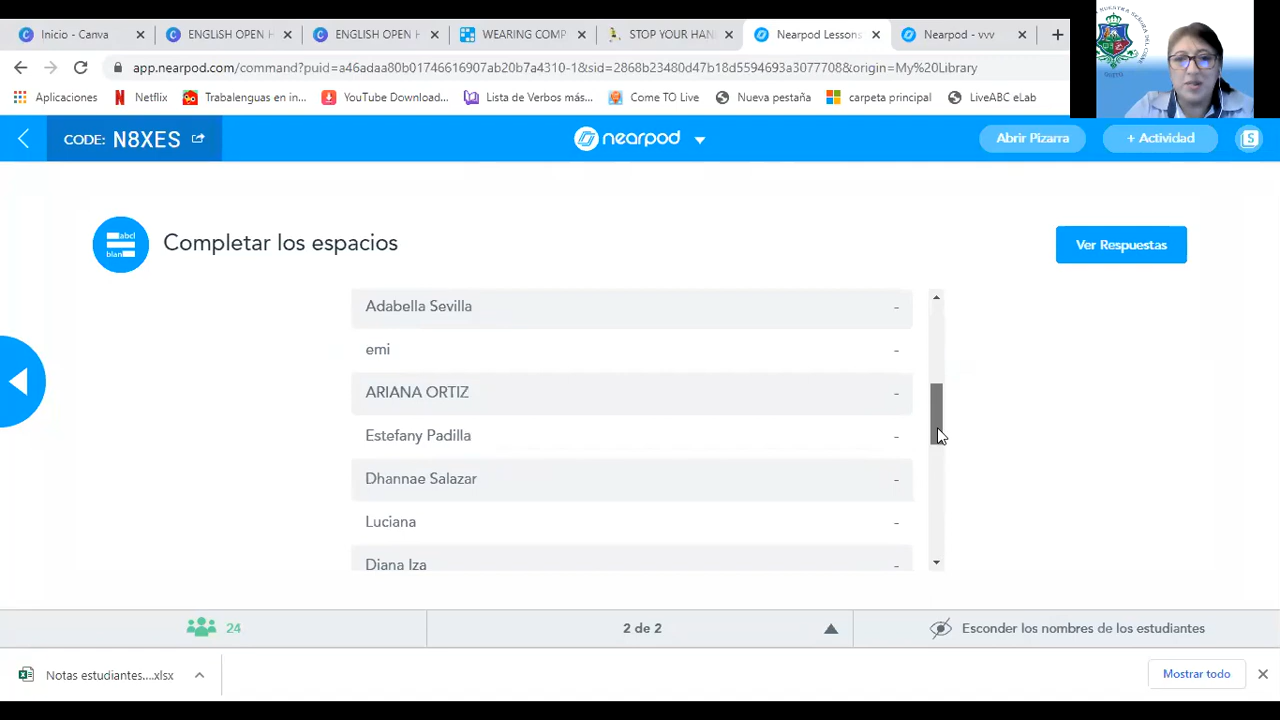 Inicio - Canva
ENGLISH OPEN H
ENGLISH OPEN H
WEARING COMP
STOP YOUR HAN
Nearpod Lessons
Nearpod - vvv
app.nearpod.com/command?puid=
&origin=My%20Library
Aplicaciones
Netflix
Trabalenguas en in...
YouTube Download...
Lista de Verbos más...
Come TO Live
Nueva pestaña
carpeta principal
LiveABC eLab
CODE: N8XES
nearpod
Abrir Pizarra
+ Actividad
S
abcl
blan
Completar los espacios
Ver Respuestas
Adabella Sevilla -
emi -
ARIANA ORTIZ -
Estefany Padilla -
Dhannae Salazar -
Luciana -
Diana Iza -
24
2 de 2
Esconder los nombres de los estudiantes
Notas estudiantes....xlsx
Mostrar todo